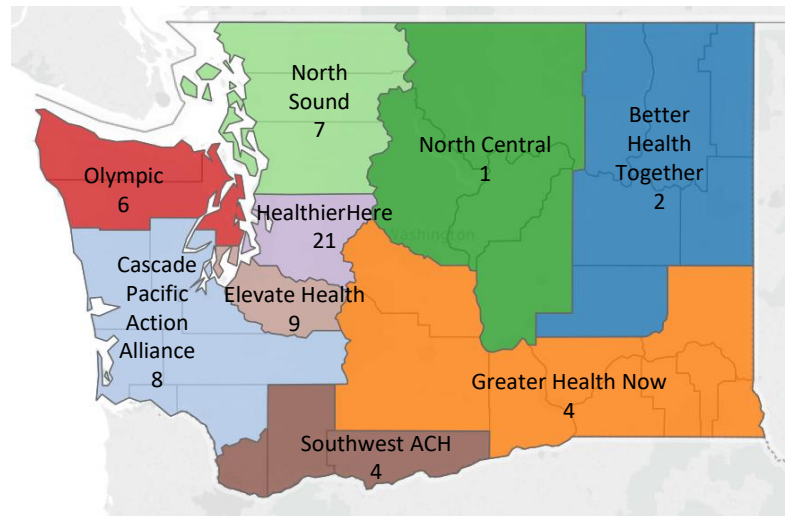 North
Sound
7
North Central
1
Better
Health
Together
2
Olympic
6
HealthierHere
21
Washington
Cascade
Pacific
Action
Alliance
8
Elevate Health
9
Greater Health Now
4
Southwest ACH
4